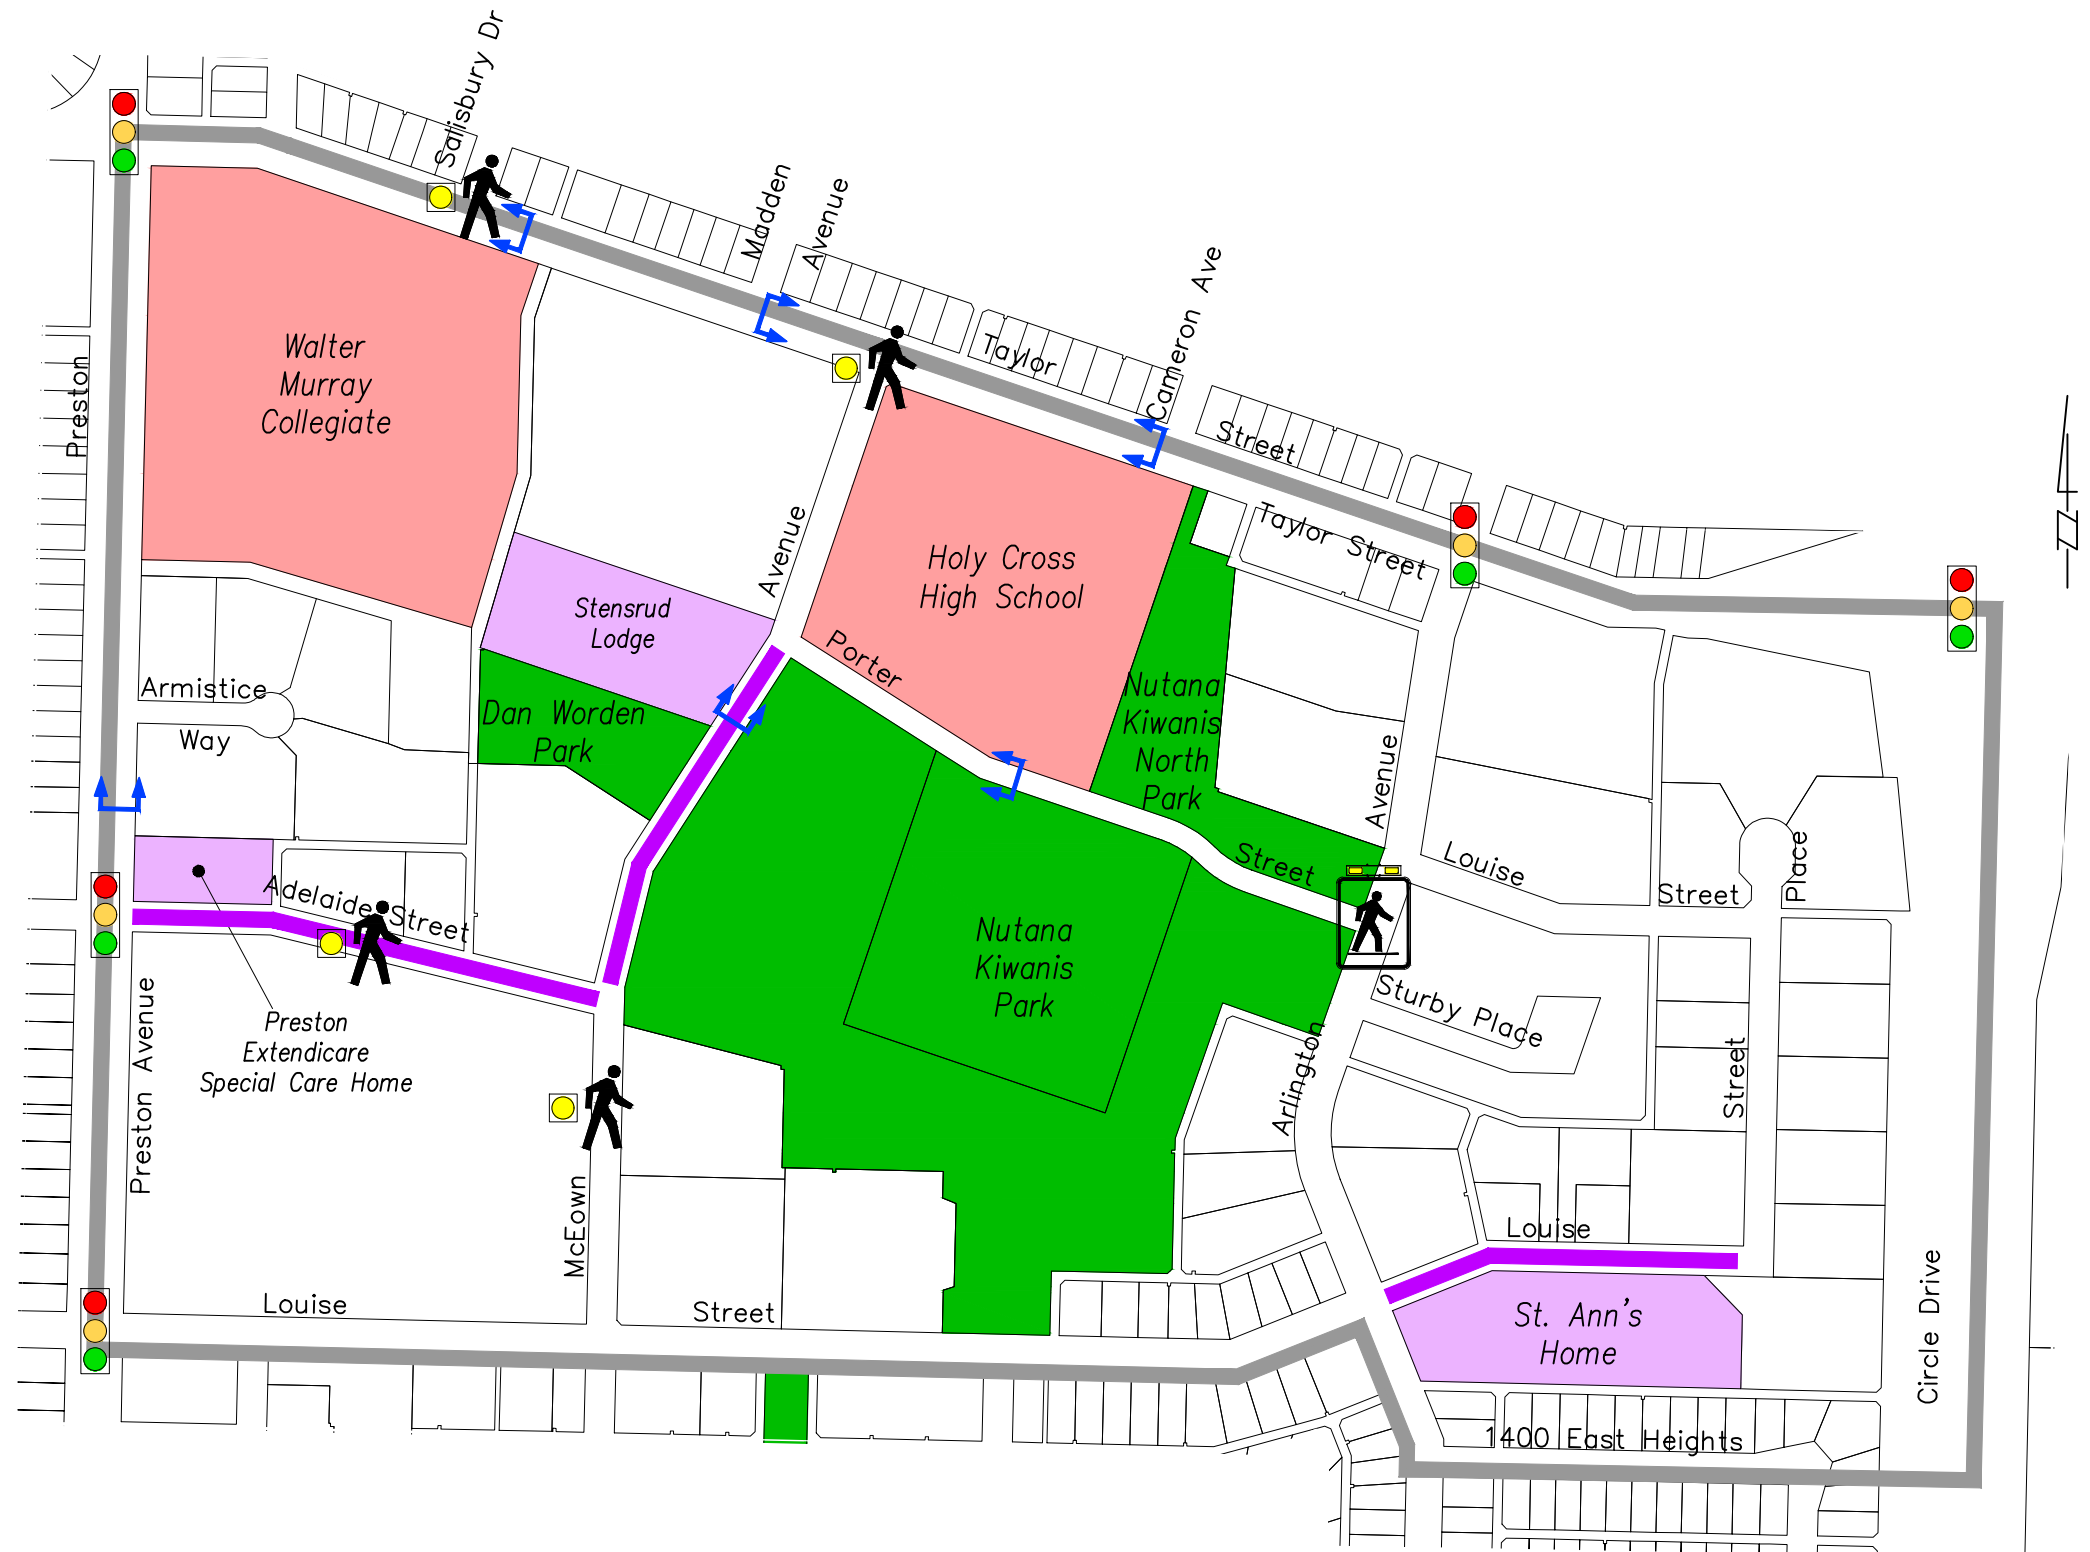 Salisbury Dr
Madden
Avenue
Cameron Ave
Taylor
Street
Taylor Street
Preston
Walter
Murray
Collegiate
Avenue
Holy Cross
High School
Stensrud
Lodge
Porter
Armistice
Way
Dan Worden
Park
Nutana
Kiwanis
North
Park
Avenue
Street
Louise
Street
Place
Adelaide Street
Nutana
Kiwanis
Park
Preston Avenue
Preston
Extendicare
Special Care Home
Sturby Place
Arlington
Street
McEown
Louise
Louise
Street
St. Ann's
Home
Circle Drive
1400 East Heights
N